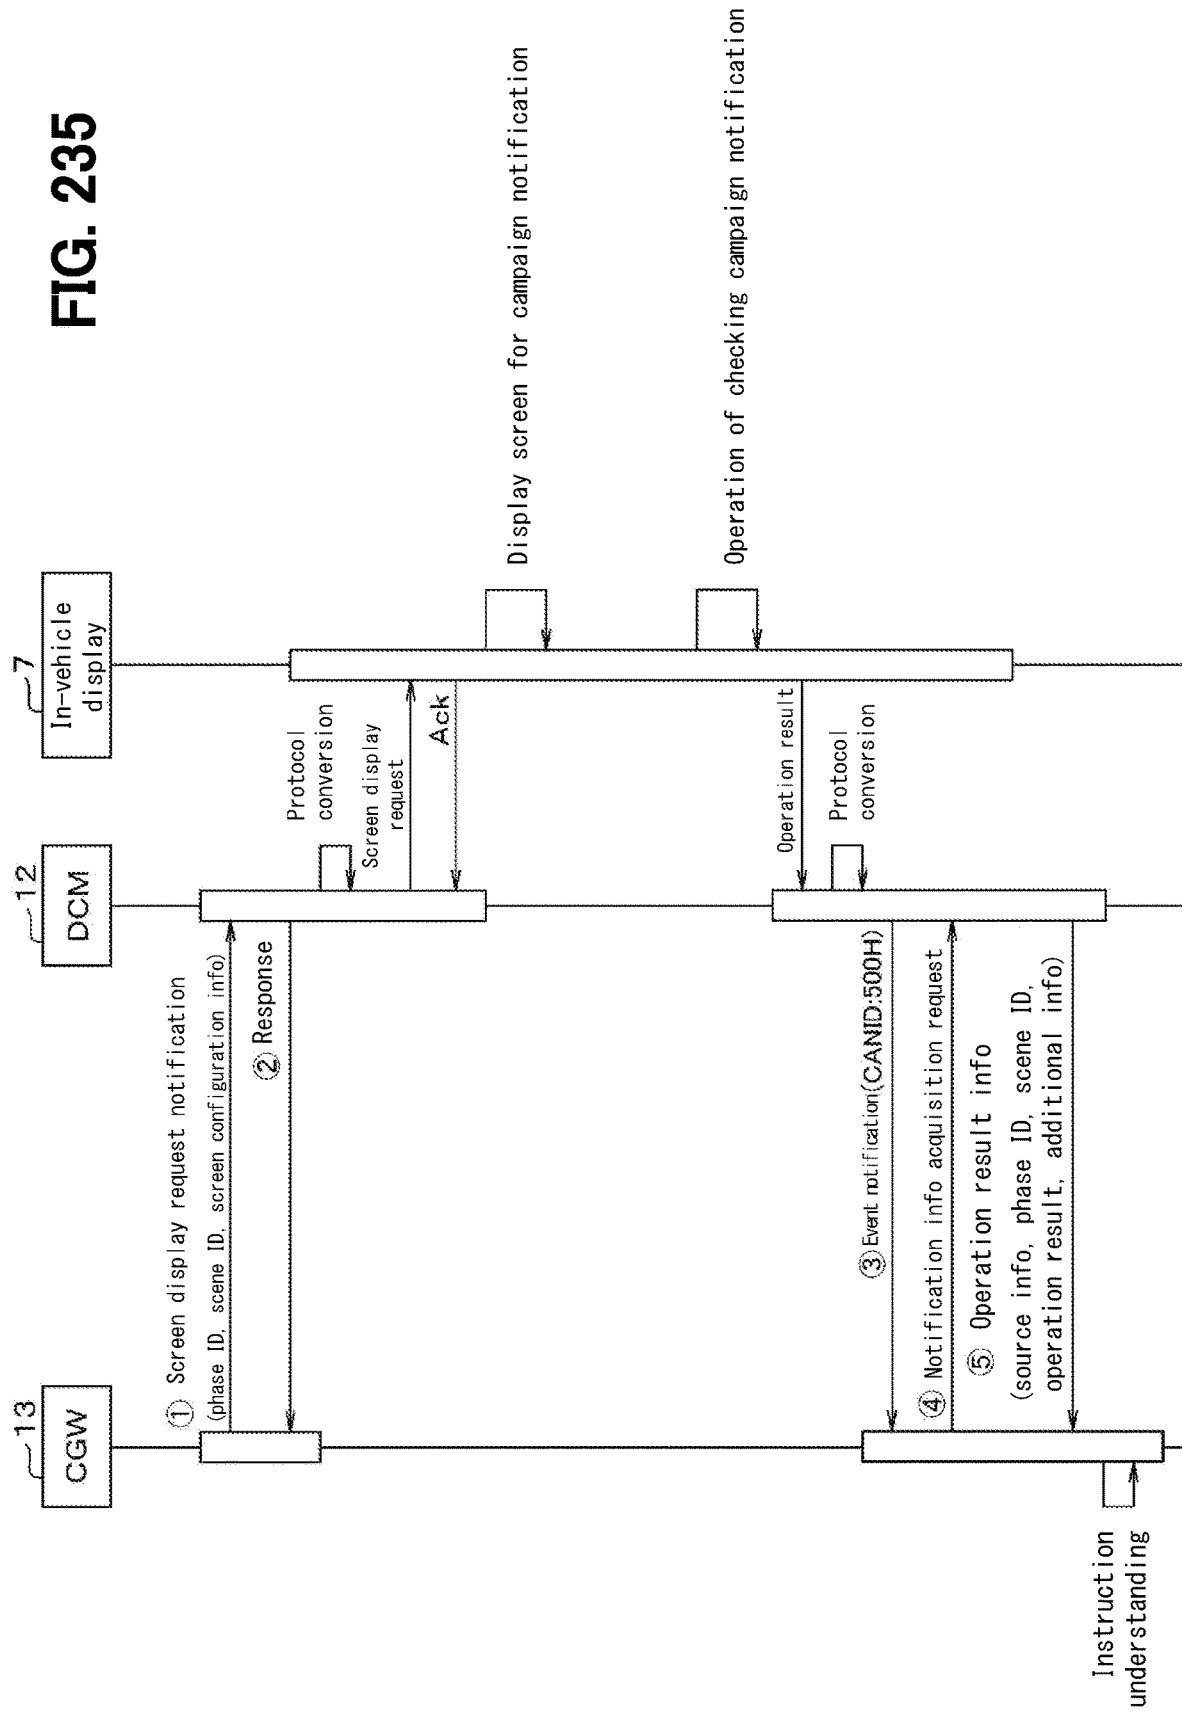 FIG. 235
13
CGW
12
DCM
7
In-vehicle
display
① Screen display request notification
(phase ID, scene ID, screen configuration info)
② Response
Protocol
conversion
Screen display
request
Ack
Display screen for campaign notification
Operation of checking campaign notification
Operation result
Protocol
conversion
③ Event notification(CANID:500H)
④ Notification info acquisition request
⑤ Operation result info
(source info, phase ID, scene ID,
operation result, additional info)
Instruction
understanding